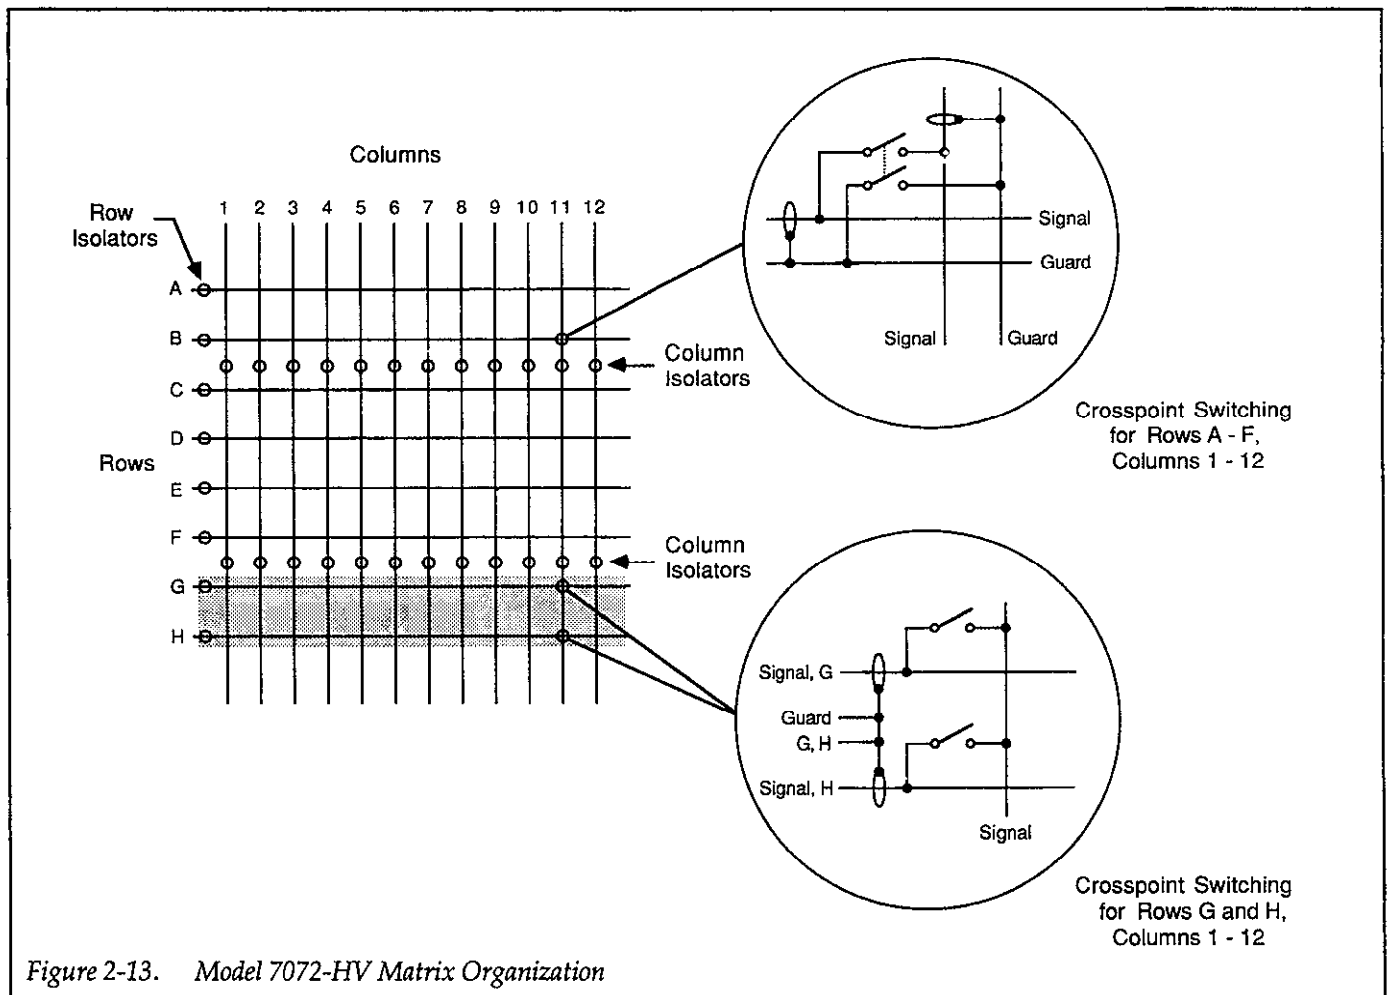 Columns
Row
Isolators
1 2 3 4 5 6 7 8 9 10 11 12
A
B
Column
Isolators
C
D
Rows
E
F
Column
Isolators
G
H
Signal
Guard
Signal
Guard
Crosspoint Switching
for Rows A - F,
Columns 1 - 12
Signal, G
Guard
G, H
Signal, H
Signal
Crosspoint Switching
for Rows G and H,
Columns 1 - 12
Figure 2-13. Model 7072-HV Matrix Organization